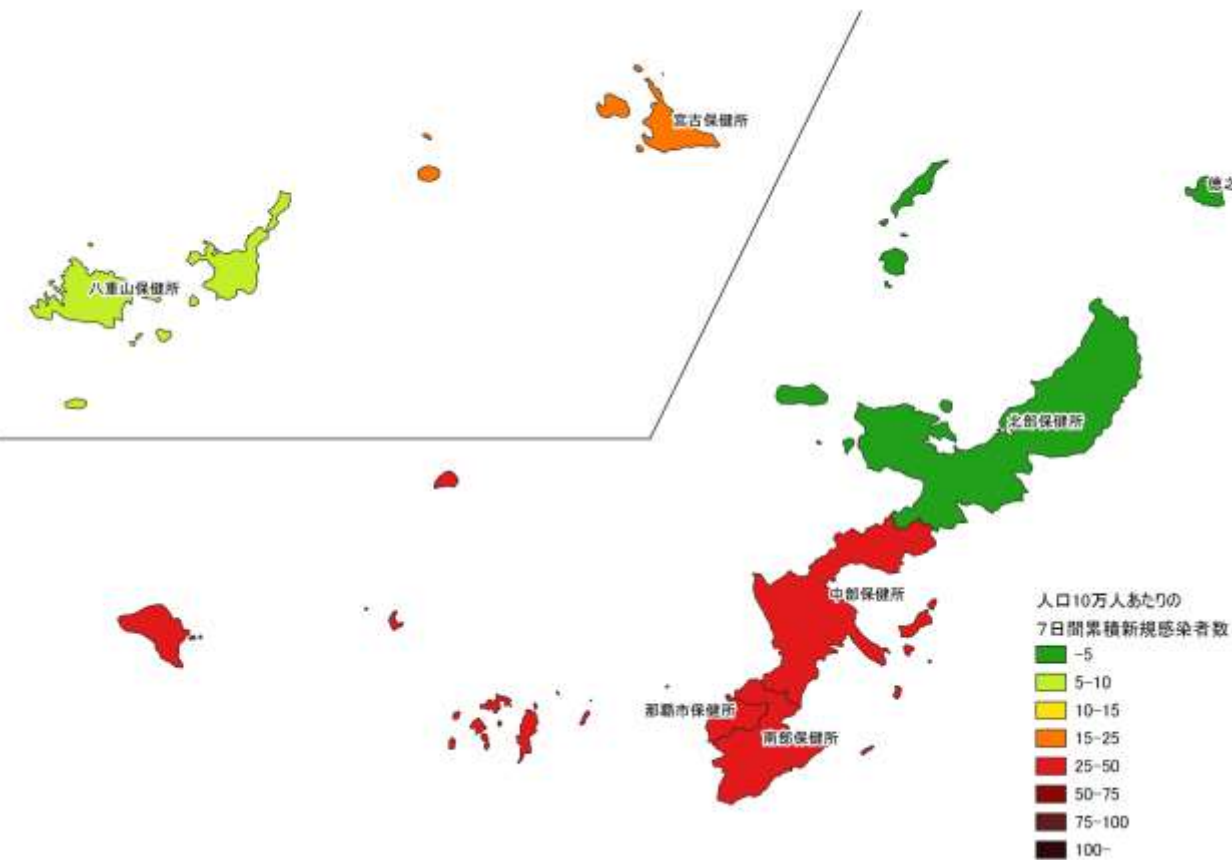 宮古保健所
徳之
八重山保健所
北部保健所
中部保健所
那覇市保健所
南部保健所
人口10万人あたりの
7日間累積新規感染者数
-5
5-10
10-15
15-25
25-50
50-75
75-100
100-